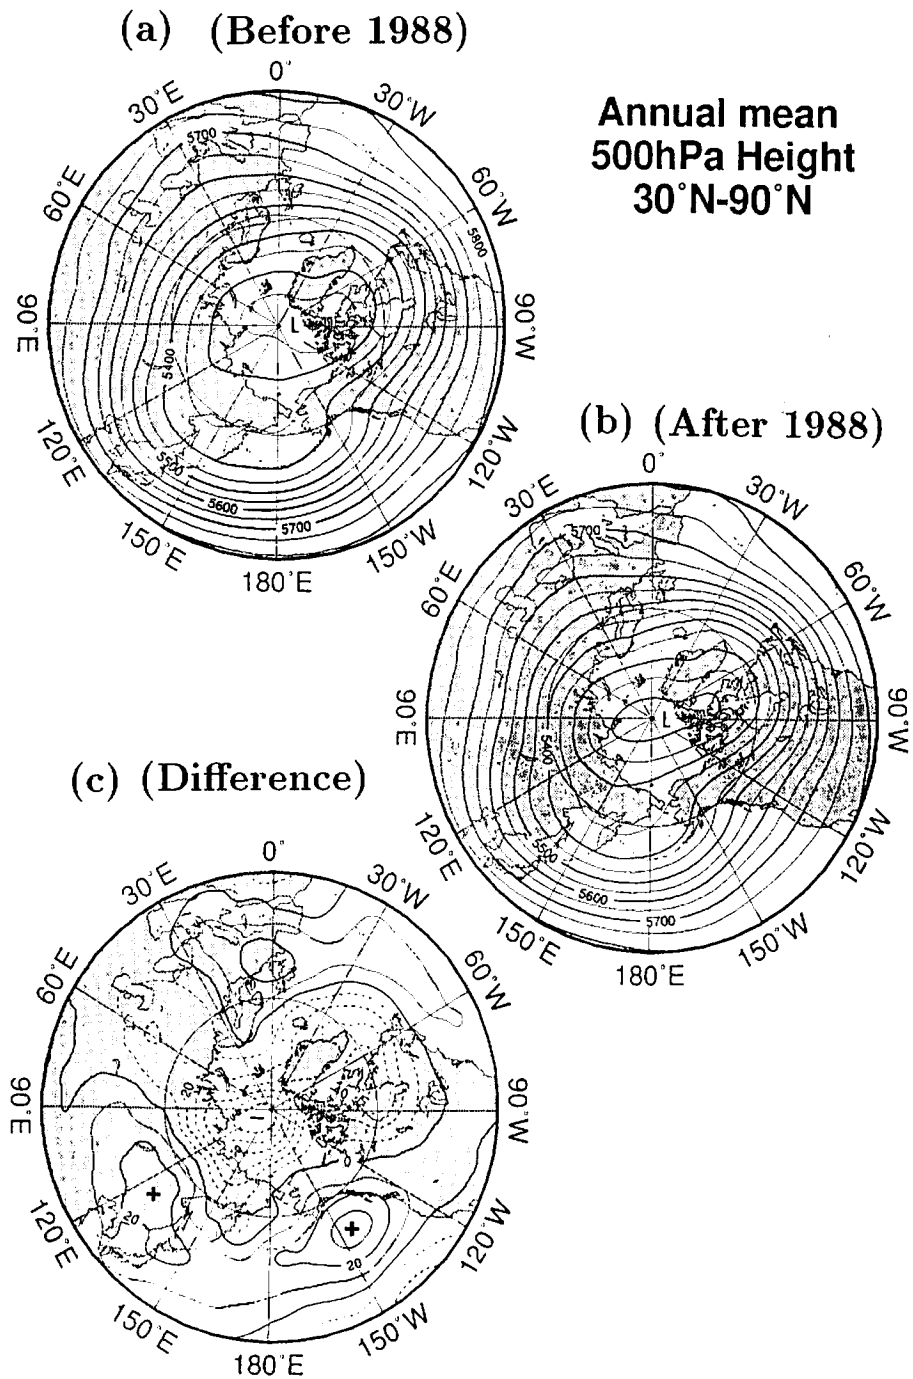 (a) (Before 1988)
Annual mean
500hPa Height
30°N-90°N
0°
30°E
30°W
60°E
60°W
90°E
90°W
120°E
120°W
150°E
150°W
180°E
5700
5800
5400
5500
5600
5700
L
(b) (After 1988)
0°
30°E
30°W
60°E
60°W
90°E
90°W
120°E
120°W
150°E
150°W
180°E
5700
5400
5500
5600
5700
L
(c) (Difference)
0°
30°E
30°W
60°E
60°W
90°E
90°W
120°E
120°W
150°E
150°W
180°E
20
−
0
+
20
+
20